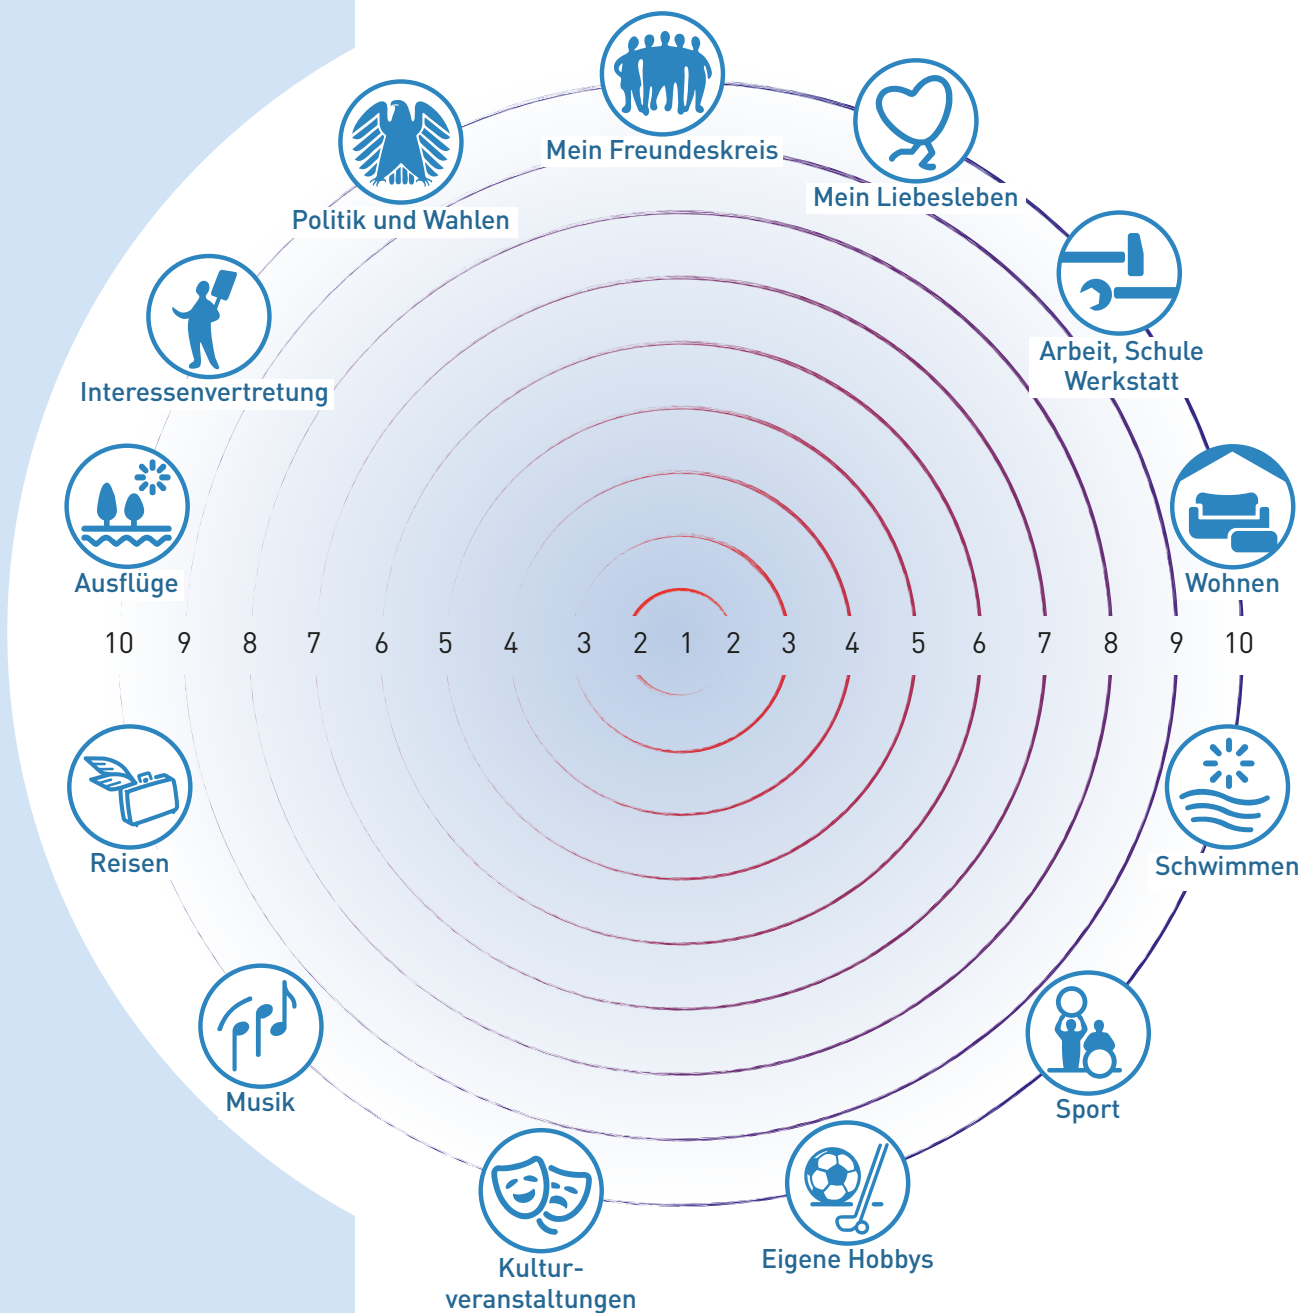 Mein Freundeskreis
Mein Liebesleben
Politik und Wahlen
Arbeit, Schule
Werkstatt
Interessenvertretung
Ausflüge
Wohnen
10 9 8 7 6 5 4 3 2 1 2 3 4 5 6 7 8 9 10
Reisen
Schwimmen
Musik
Sport
Eigene Hobbys
Kultur-
veranstaltungen